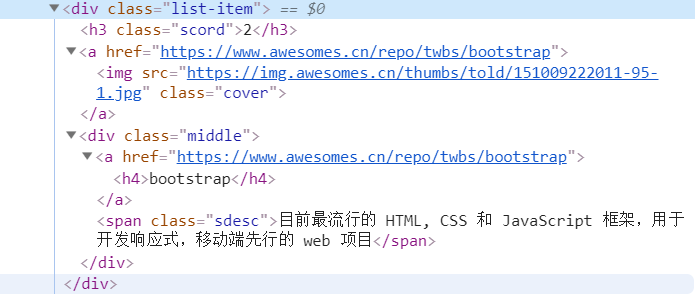 ▼<div class="list-item"> == $0
<h3 class="scord">2</h3>
▼<a href="https://www.awesomes.cn/repo/twbs/bootstrap">
<img src="https://img.awesomes.cn/thumbs/told/151009222011-95-
1.jpg" class="cover">
</a>
▼<div class="middle">
▼<a href="https://www.awesomes.cn/repo/twbs/bootstrap">
<h4>bootstrap</h4>
</a>
<span class="sdesc">目前最流行的 HTML, CSS 和 JavaScript 框架，用于
开发响应式，移动端先行的 web 项目</span>
</div>
</div>